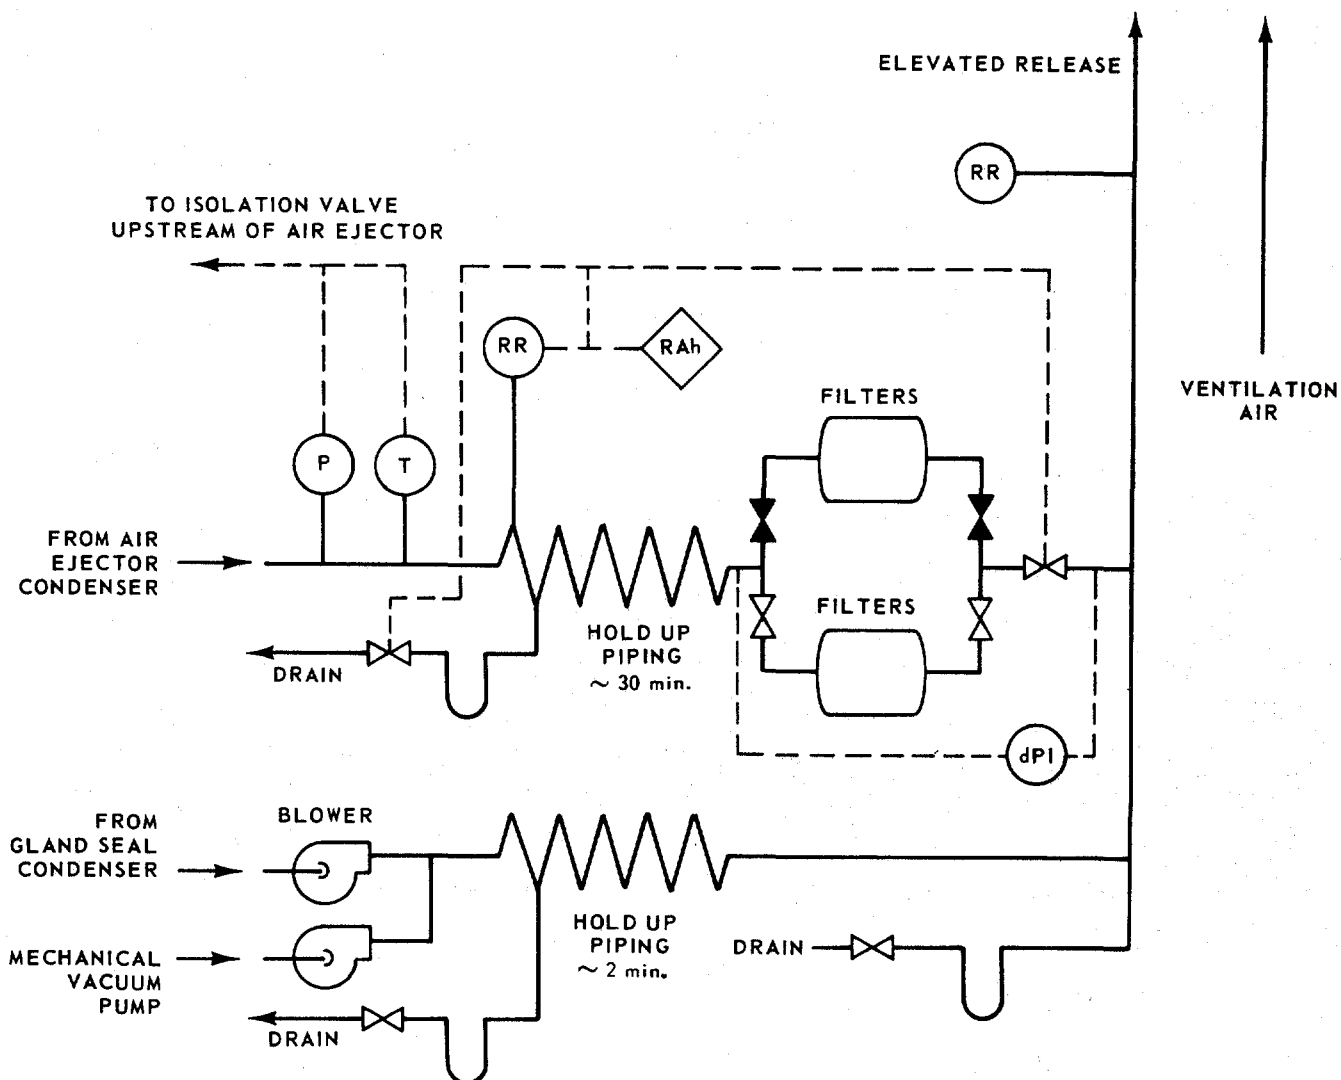 ELEVATED RELEASE
RR
TO ISOLATION VALVE
UPSTREAM OF AIR EJECTOR
RR
RAh
VENTILATION
AIR
FILTERS
P
T
FROM AIR
EJECTOR
CONDENSER
FILTERS
HOLD UP
PIPING
~ 30 min.
DRAIN
dPI
FROM
GLAND SEAL
CONDENSER
BLOWER
HOLD UP
PIPING
~ 2 min.
DRAIN
MECHANICAL
VACUUM
PUMP
DRAIN